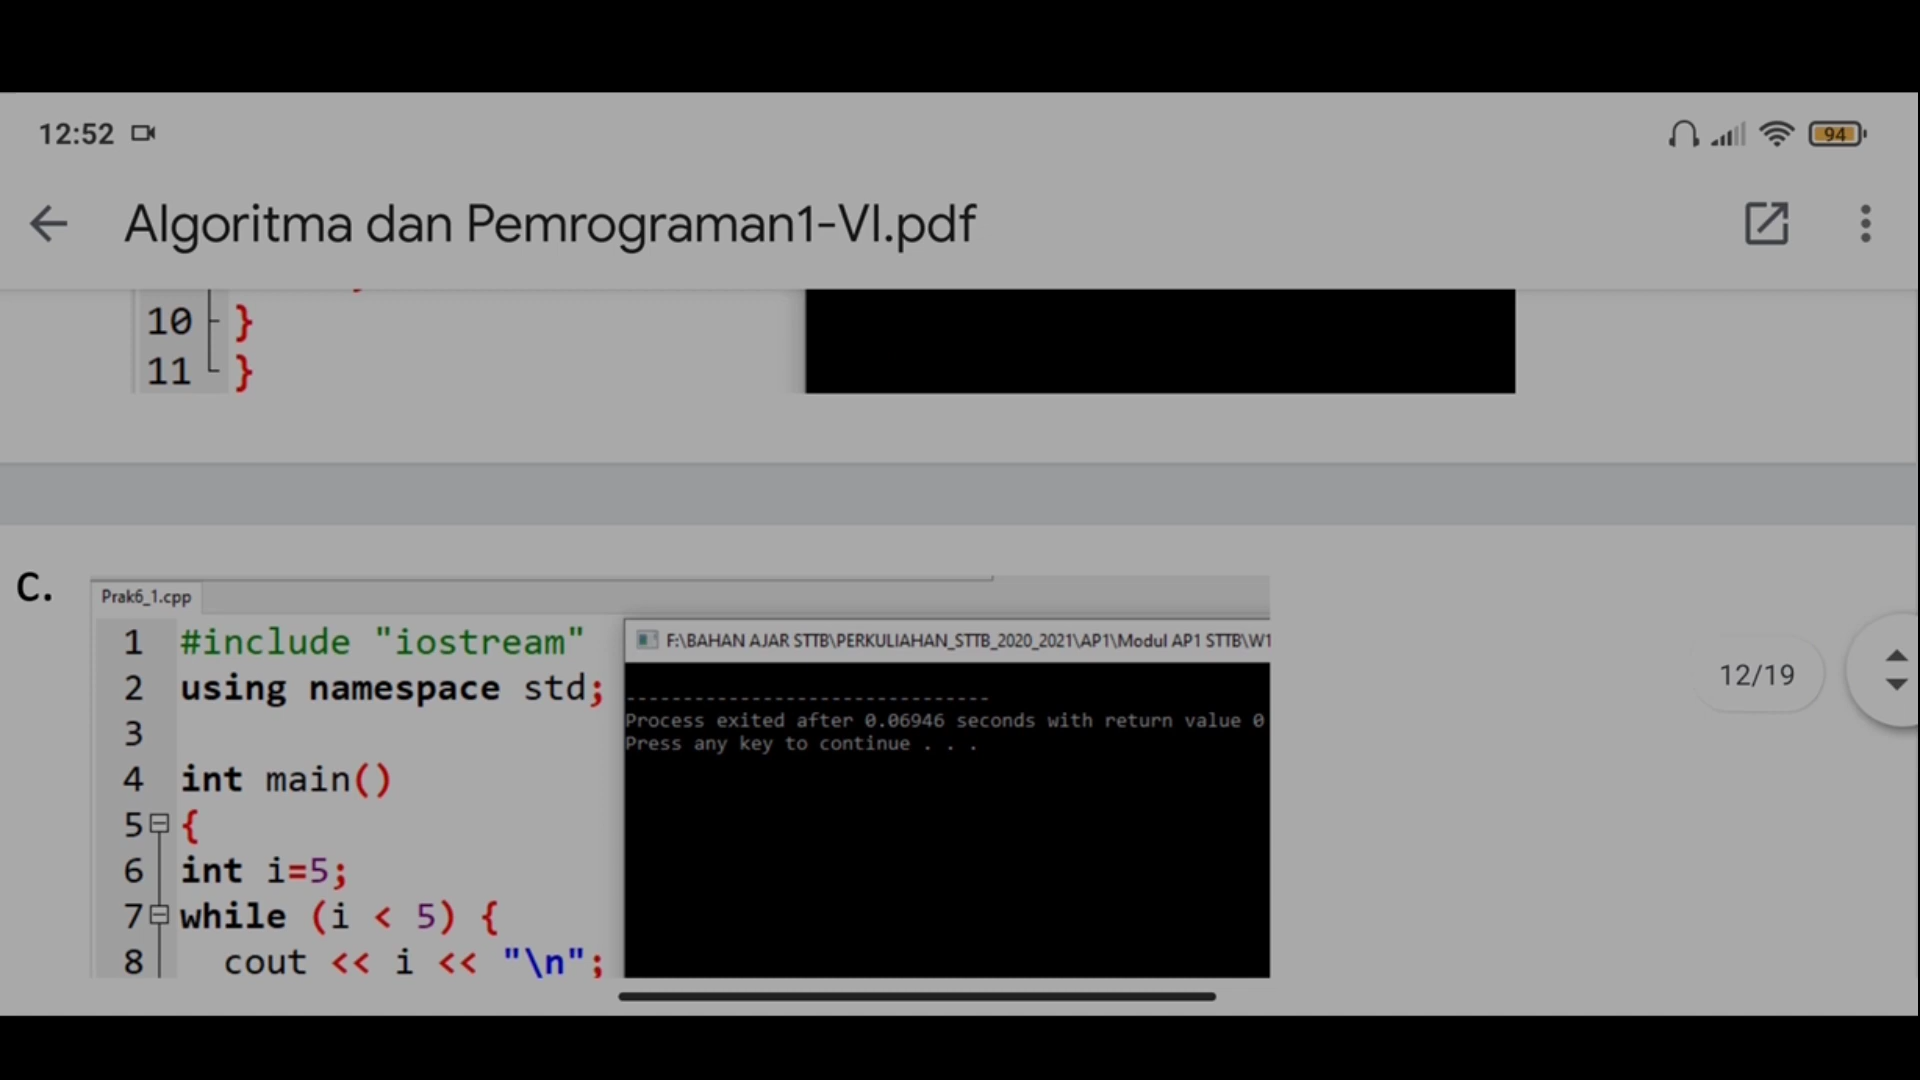 12:52
94
Algoritma dan Pemrograman1-VI.pdf
10 }
11 }
C.
Prak6_1.cpp
1 #include "iostream"
2 using namespace std;
3
4 int main()
5 {
6 int i=5;
7 while (i < 5) {
8 cout << i << "\n";
F:\BAHAN AJAR STTB\PERKULIAHAN_STTB_2020_2021\AP1\Modul AP1 STTB\W1
--------------------------------
Process exited after 0.06946 seconds with return value 0
Press any key to continue . . .
12/19